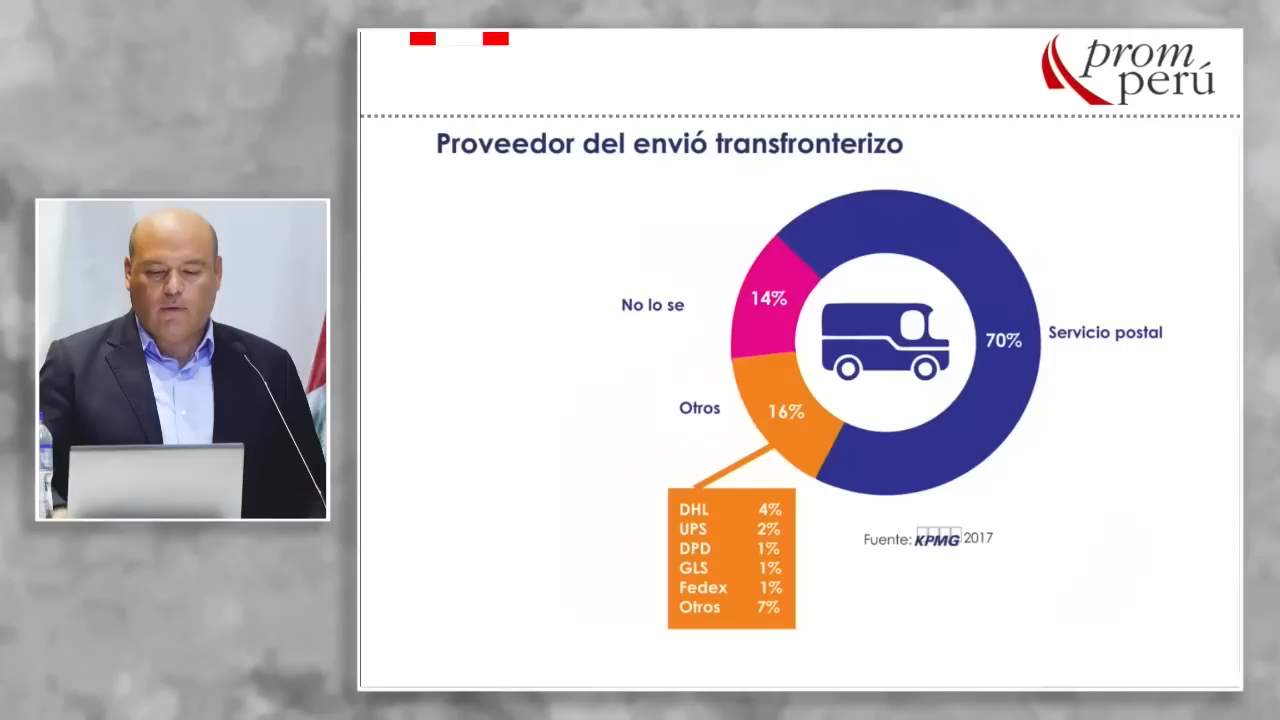 prom
perú
Proveedor del envió transfronterizo
No lo se
14%
70%
Servicio postal
Otros
16%
DHL 4%
UPS 2%
DPD 1%
GLS 1%
Fedex 1%
Otros 7%
Fuente: KPMG 2017